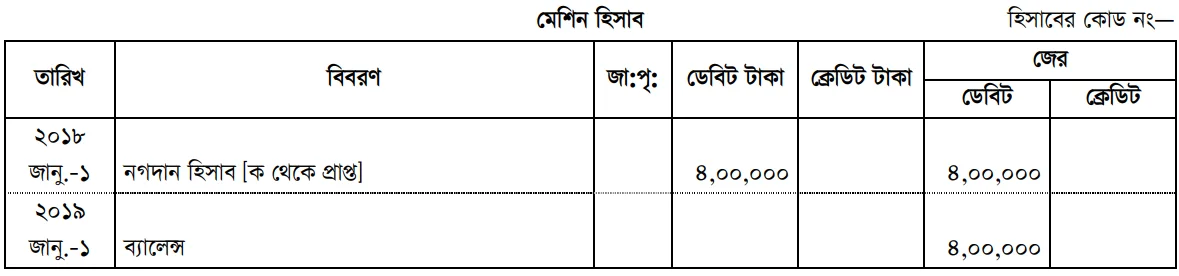 মেশিন হিসাব হিসাবের কোড নং—
তারিখ বিবরণ জা:পৃ: ডেবিট টাকা ক্রেডিট টাকা জের
ডেবিট ক্রেডিট
২০১৮
জানু.-১ নগদান হিসাব [ক থেকে প্রাপ্ত] ৪,০০,০০০ ৪,০০,০০০
২০১৯
জানু.-১ ব্যালেন্স ৪,০০,০০০